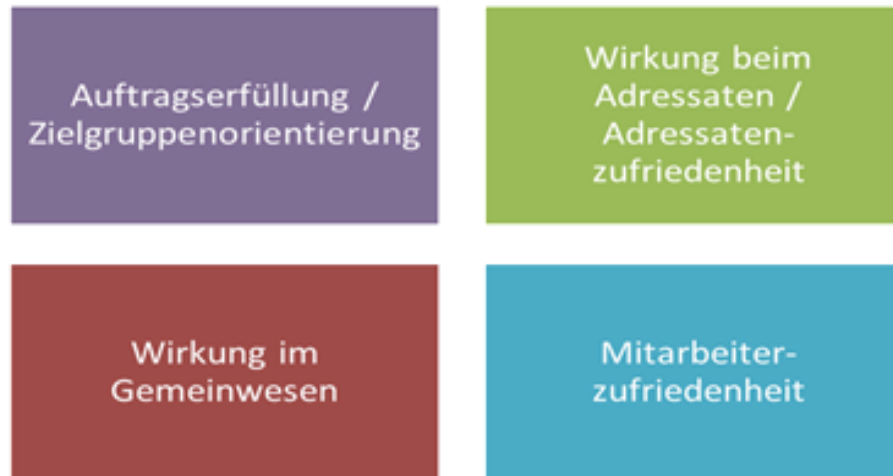 Auftragserfüllung /
Zielgruppenorientierung
Wirkung beim
Adressaten /
Adressaten-
zufriedenheit
Wirkung im
Gemeinwesen
Mitarbeiter-
zufriedenheit